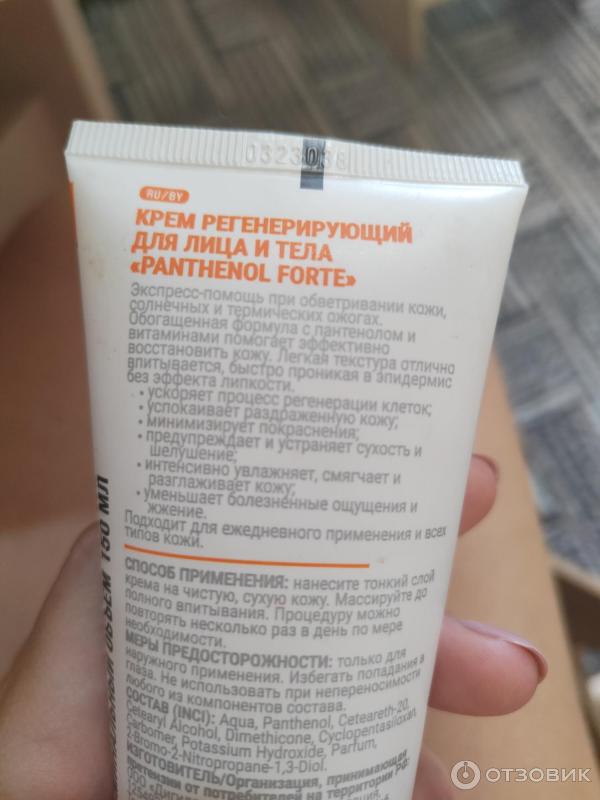 0323 038
RU/BY
КРЕМ РЕГЕНЕРИРУЮЩИЙ
ДЛЯ ЛИЦА И ТЕЛА
«PANTHENOL FORTE»
Экспресс-помощь при обветривании кожи,
солнечных и термических ожогах.
Обогащенная формула с пантенолом и
витаминами помогает эффективно
восстановить кожу. Легкая текстура отлично
впитывается, быстро проникая в эпидермис
без эффекта липкости.
• ускоряет процесс регенерации клеток;
• успокаивает раздраженную кожу;
• минимизирует покраснения;
• предупреждает и устраняет сухость и
шелушение;
• интенсивно увлажняет, смягчает и
разглаживает кожу;
• уменьшает болезненные ощущения и
жжение.
Подходит для ежедневного применения и всех
типов кожи.
СПОСОБ ПРИМЕНЕНИЯ: нанесите тонкий слой
крема на чистую, сухую кожу. Массируйте до
полного впитывания. Процедуру можно
повторять несколько раз в день по мере
необходимости.
МЕРЫ ПРЕДОСТОРОЖНОСТИ: только для
наружного применения. Избегать попадания в
глаза. Не использовать при непереносимости
любого из компонентов состава.
СОСТАВ (INCI): Aqua, Panthenol, Ceteareth-20,
Cetearyl Alcohol, Dimethicone, Cyclopentasiloxan,
Carbomer, Potassium Hydroxide, Parfum,
2-Bromo-2-Nitropropane-1,3-Diol.
ИЗГОТОВИТЕЛЬ/Организация, принимающая
претензии от потребителей на территории РФ:
ОБЪЕМ 150 МЛ
ОТЗОВИК